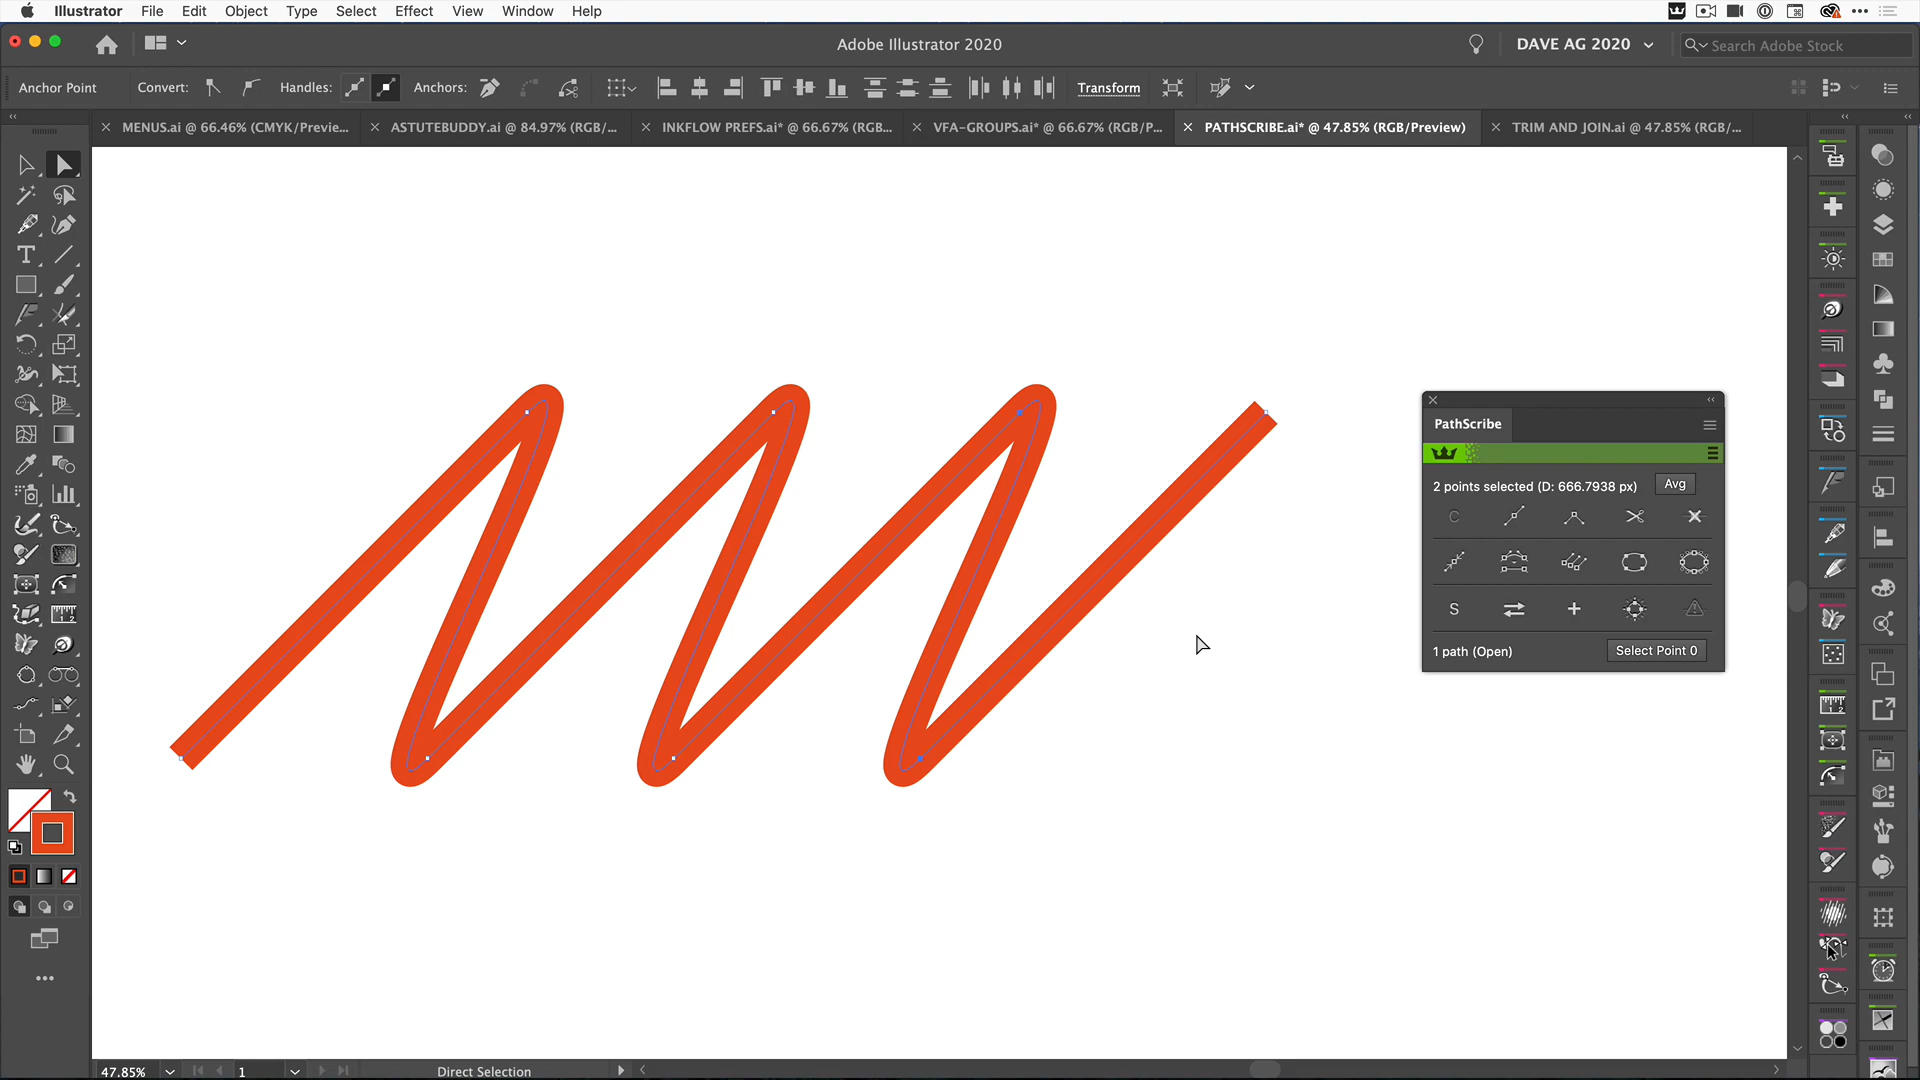 Illustrator File Edit Object Type Select Effect View Window Help
Adobe Illustrator 2020
DAVE AG 2020
Search Adobe Stock
Anchor Point Convert: Handles: Anchors: Transform
MENUS.ai @ 66.46% (CMYK/Previe...
ASTUTEBUDDY.ai @ 84.97% (RGB/...
INKFLOW PREFS.ai* @ 66.67% (RGB...
VFA-GROUPS.ai* @ 66.67% (RGB/P...
PATHSCRIBE.ai* @ 47.85% (RGB/Preview)
TRIM AND JOIN.ai @ 47.85% (RGB/...
PathScribe
2 points selected (D: 666.7938 px) Avg
C
S
1 path (Open) Select Point 0
47.85% 1 Direct Selection